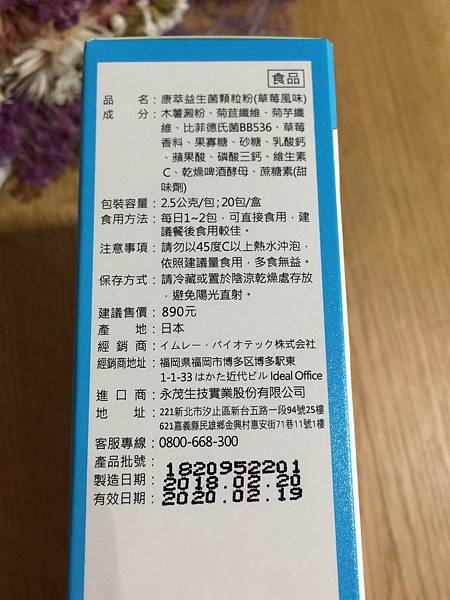 食品
品名：康萃益生菌顆粒粉(草莓風味)
成分：木薯澱粉、菊苣纖維、菊芋纖
維、比菲德氏菌BB536、草莓
香料、果寡糖、砂糖、乳酸鈣
、蘋果酸、磷酸三鈣、維生素
C、乾燥啤酒酵母、蔗糖素(甜
味劑)
包裝容量：2.5公克/包；20包/盒
食用方法：每日1~2包，可直接食用，建
議餐後食用較佳。
注意事項：請勿以45度C以上熱水沖泡，
依照建議量食用，多食無益。
保存方式：請冷藏或置於陰涼乾燥處存放
，避免陽光直射。
建議售價：890元
產地：日本
經銷商：イムレー・バイオテック株式会社
經銷商地址：福岡県福岡市博多区博多駅東
1-1-33 はかた近代ビル Ideal Office
進口商：永茂生技實業股份有限公司
地址：221新北市汐止區新台五路一段94號25樓
621嘉義縣民雄鄉金興村惠安街71巷11號1樓
客服專線：0800-668-300
產品批號：1820952201
製造日期：2018.02.20
有效日期：2020.02.19